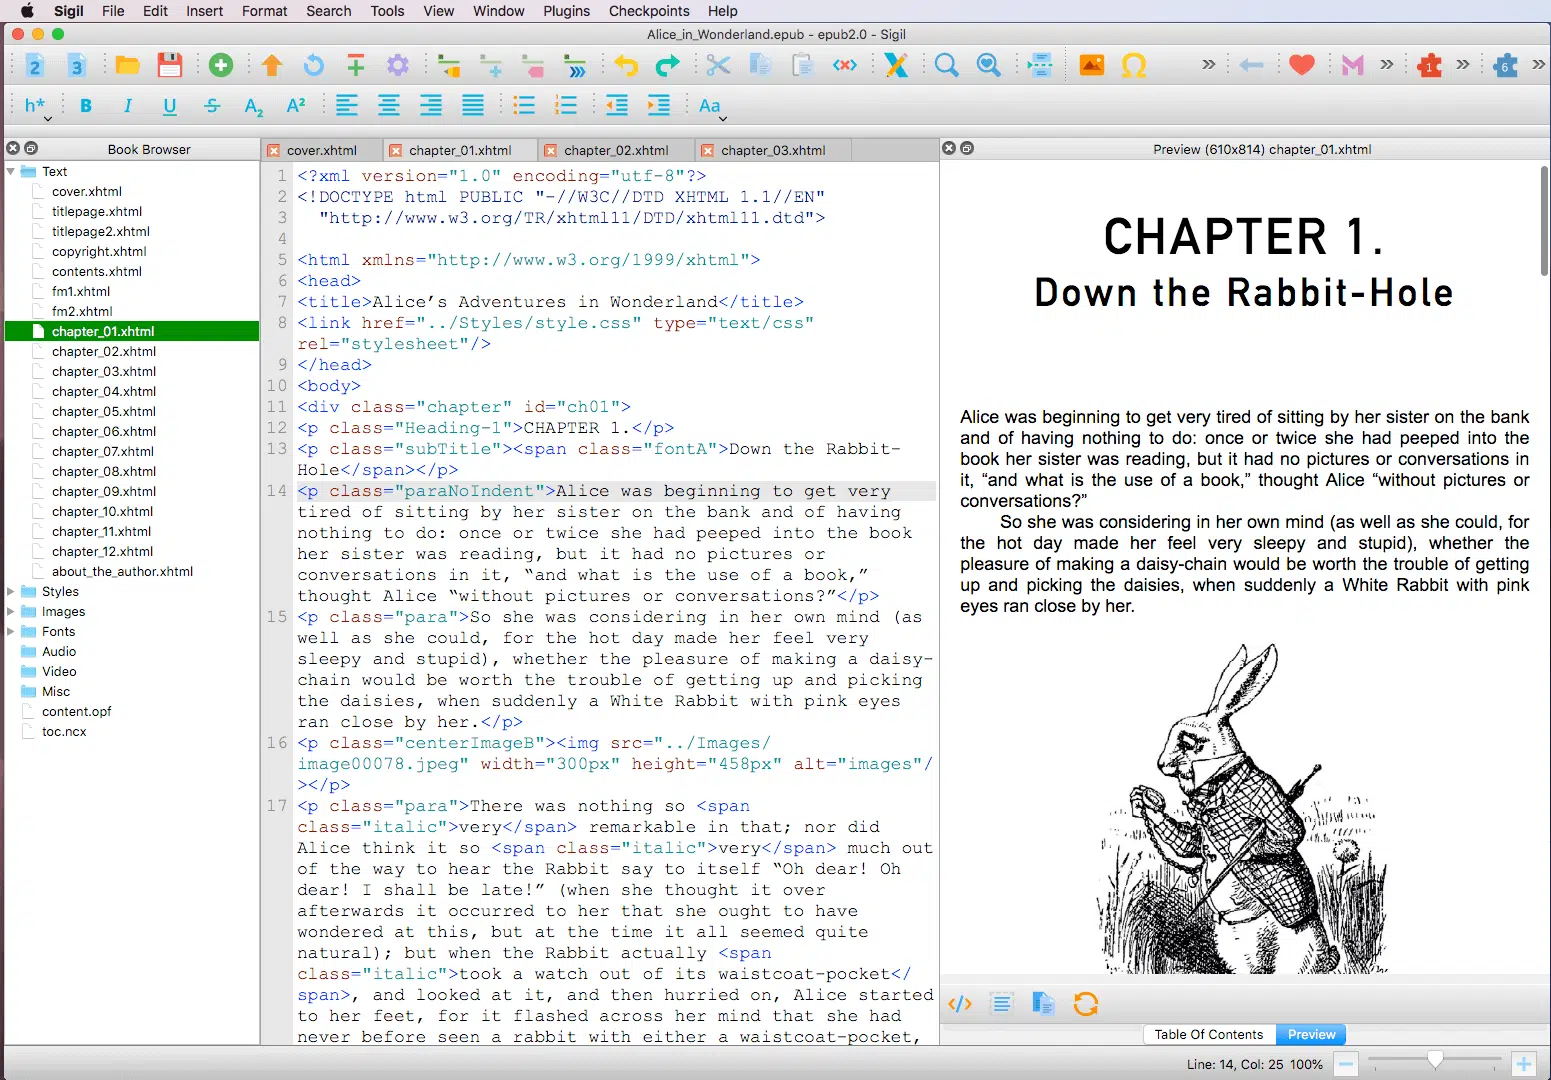 Sigil File Edit Insert Format Search Tools View Window Plugins Checkpoints Help
Alice_in_Wonderland.epub - epub2.0 - Sigil
2 3 1 6
h* B I U S A2 A2 Aa
Book Browser
Text
cover.xhtml
titlepage.xhtml
titlepage2.xhtml
copyright.xhtml
contents.xhtml
fm1.xhtml
fm2.xhtml
chapter_01.xhtml
chapter_02.xhtml
chapter_03.xhtml
chapter_04.xhtml
chapter_05.xhtml
chapter_06.xhtml
chapter_07.xhtml
chapter_08.xhtml
chapter_09.xhtml
chapter_10.xhtml
chapter_11.xhtml
chapter_12.xhtml
about_the_author.xhtml
Styles
Images
Fonts
Audio
Video
Misc
content.opf
toc.ncx
cover.xhtml chapter_01.xhtml chapter_02.xhtml chapter_03.xhtml
1 <?xml version="1.0" encoding="utf-8"?>
2 <!DOCTYPE html PUBLIC "-//W3C//DTD XHTML 1.1//EN"
3 "http://www.w3.org/TR/xhtml11/DTD/xhtml11.dtd">
4
5 <html xmlns="http://www.w3.org/1999/xhtml">
6 <head>
7 <title>Alice’s Adventures in Wonderland</title>
8 <link href="../Styles/style.css" type="text/css"
rel="stylesheet"/>
9 </head>
10 <body>
11 <div class="chapter" id="ch01">
12 <p class="Heading-1">CHAPTER 1.</p>
13 <p class="subTitle"><span class="fontA">Down the Rabbit-
Hole</span></p>
14 <p class="paraNoIndent">Alice was beginning to get very
tired of sitting by her sister on the bank and of having
nothing to do: once or twice she had peeped into the book
her sister was reading, but it had no pictures or
conversations in it, “and what is the use of a book,”
thought Alice “without pictures or conversations?”</p>
15 <p class="para">So she was considering in her own mind (as
well as she could, for the hot day made her feel very
sleepy and stupid), whether the pleasure of making a daisy-
chain would be worth the trouble of getting up and picking
the daisies, when suddenly a White Rabbit with pink eyes
ran close by her.</p>
16 <p class="centerImageB"><img src="../Images/
image00078.jpeg" width="300px" height="458px" alt="images"/
></p>
17 <p class="para">There was nothing so <span
class="italic">very</span> remarkable in that; nor did
Alice think it so <span class="italic">very</span> much out
of the way to hear the Rabbit say to itself “Oh dear! Oh
dear! I shall be late!” (when she thought it over
afterwards it occurred to her that she ought to have
wondered at this, but at the time it all seemed quite
natural); but when the Rabbit actually <span
class="italic">took a watch out of its waistcoat-pocket</
span>, and looked at it, and then hurried on, Alice started
to her feet, for it flashed across her mind that she had
never before seen a rabbit with either a waistcoat-pocket,
Preview (610x814) chapter_01.xhtml
CHAPTER 1.
Down the Rabbit-Hole
Alice was beginning to get very tired of sitting by her sister on the bank
and of having nothing to do: once or twice she had peeped into the
book her sister was reading, but it had no pictures or conversations in
it, “and what is the use of a book,” thought Alice “without pictures or
conversations?”
So she was considering in her own mind (as well as she could, for
the hot day made her feel very sleepy and stupid), whether the
pleasure of making a daisy-chain would be worth the trouble of getting
up and picking the daisies, when suddenly a White Rabbit with pink
eyes ran close by her.
Table Of Contents Preview
Line: 14, Col: 25 100%